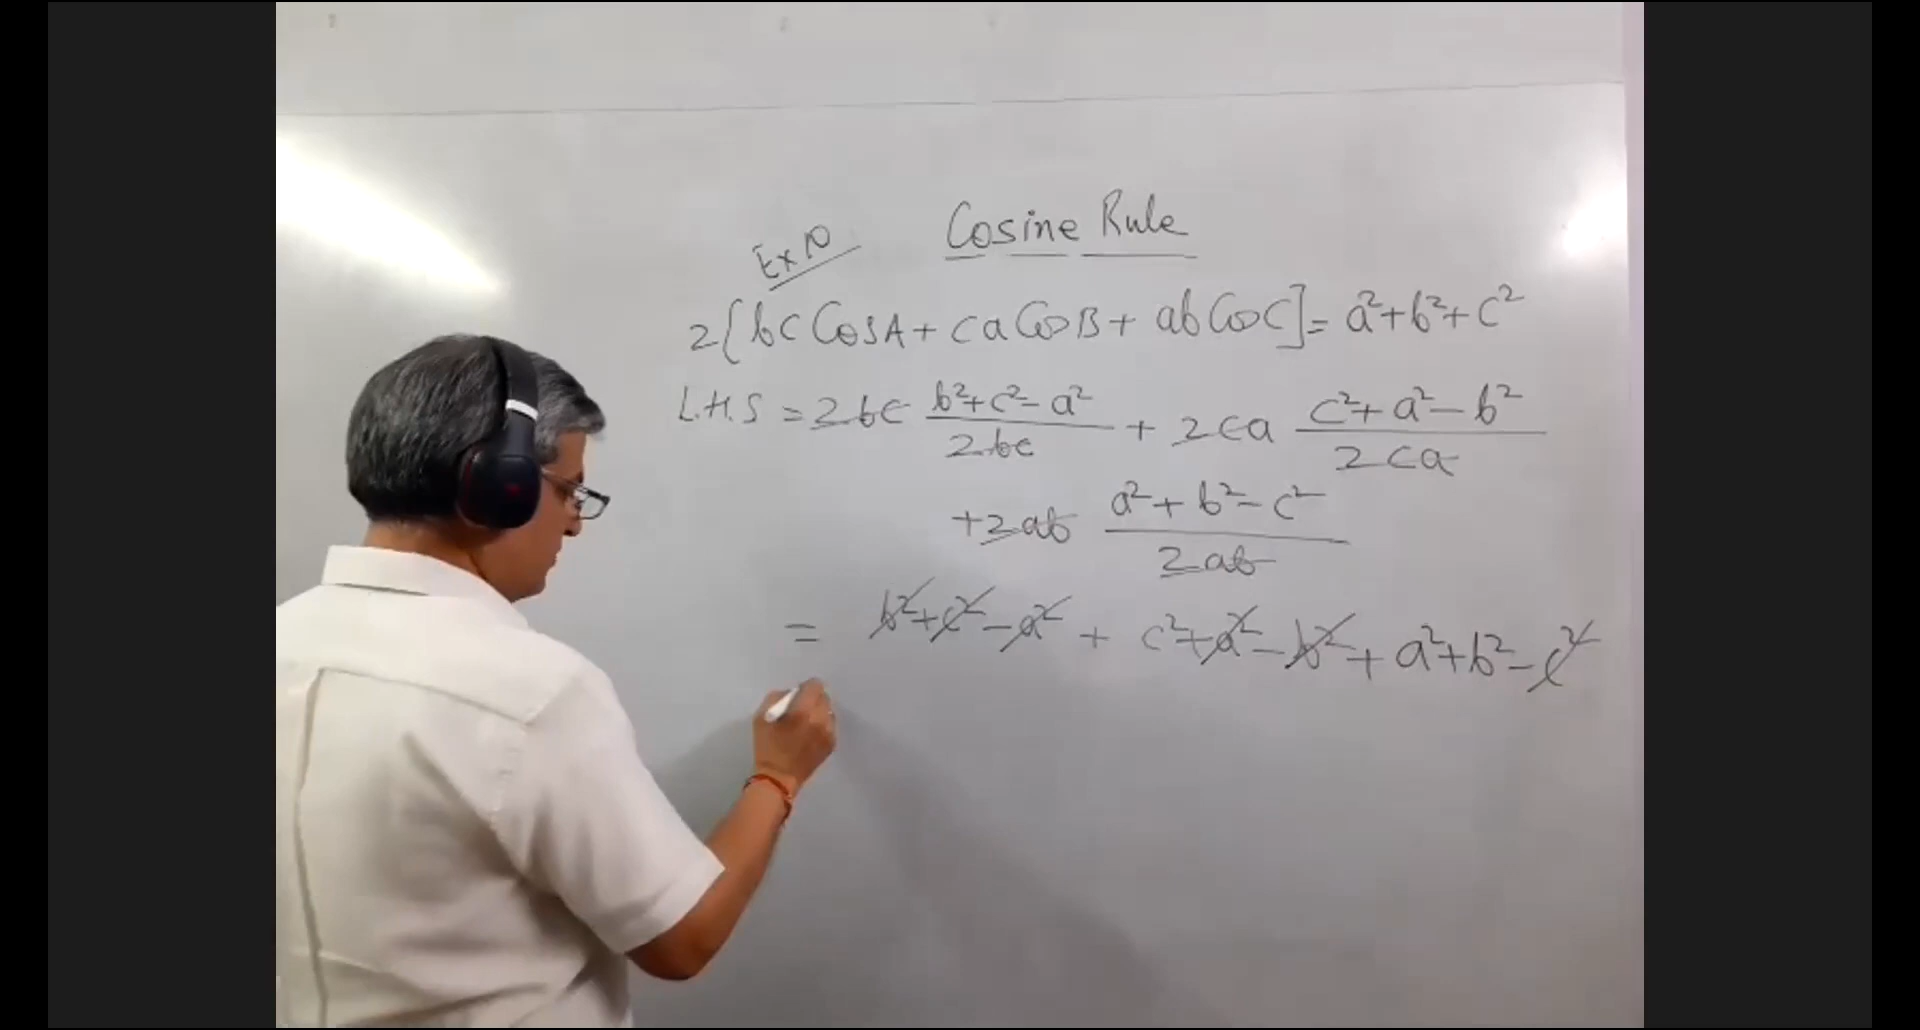 Cosine Rule
Ex 10
2[bc CosA + ca CosB + ab CosC] = a²+b²+c²
L.H.S = 2bc (b²+c²-a²)/(2bc) + 2ca (c²+a²-b²)/(2ca)
+2ab (a²+b²-c²)/(2ab)
= b²+c²-a² + c²+a²-b² + a²+b²-c²